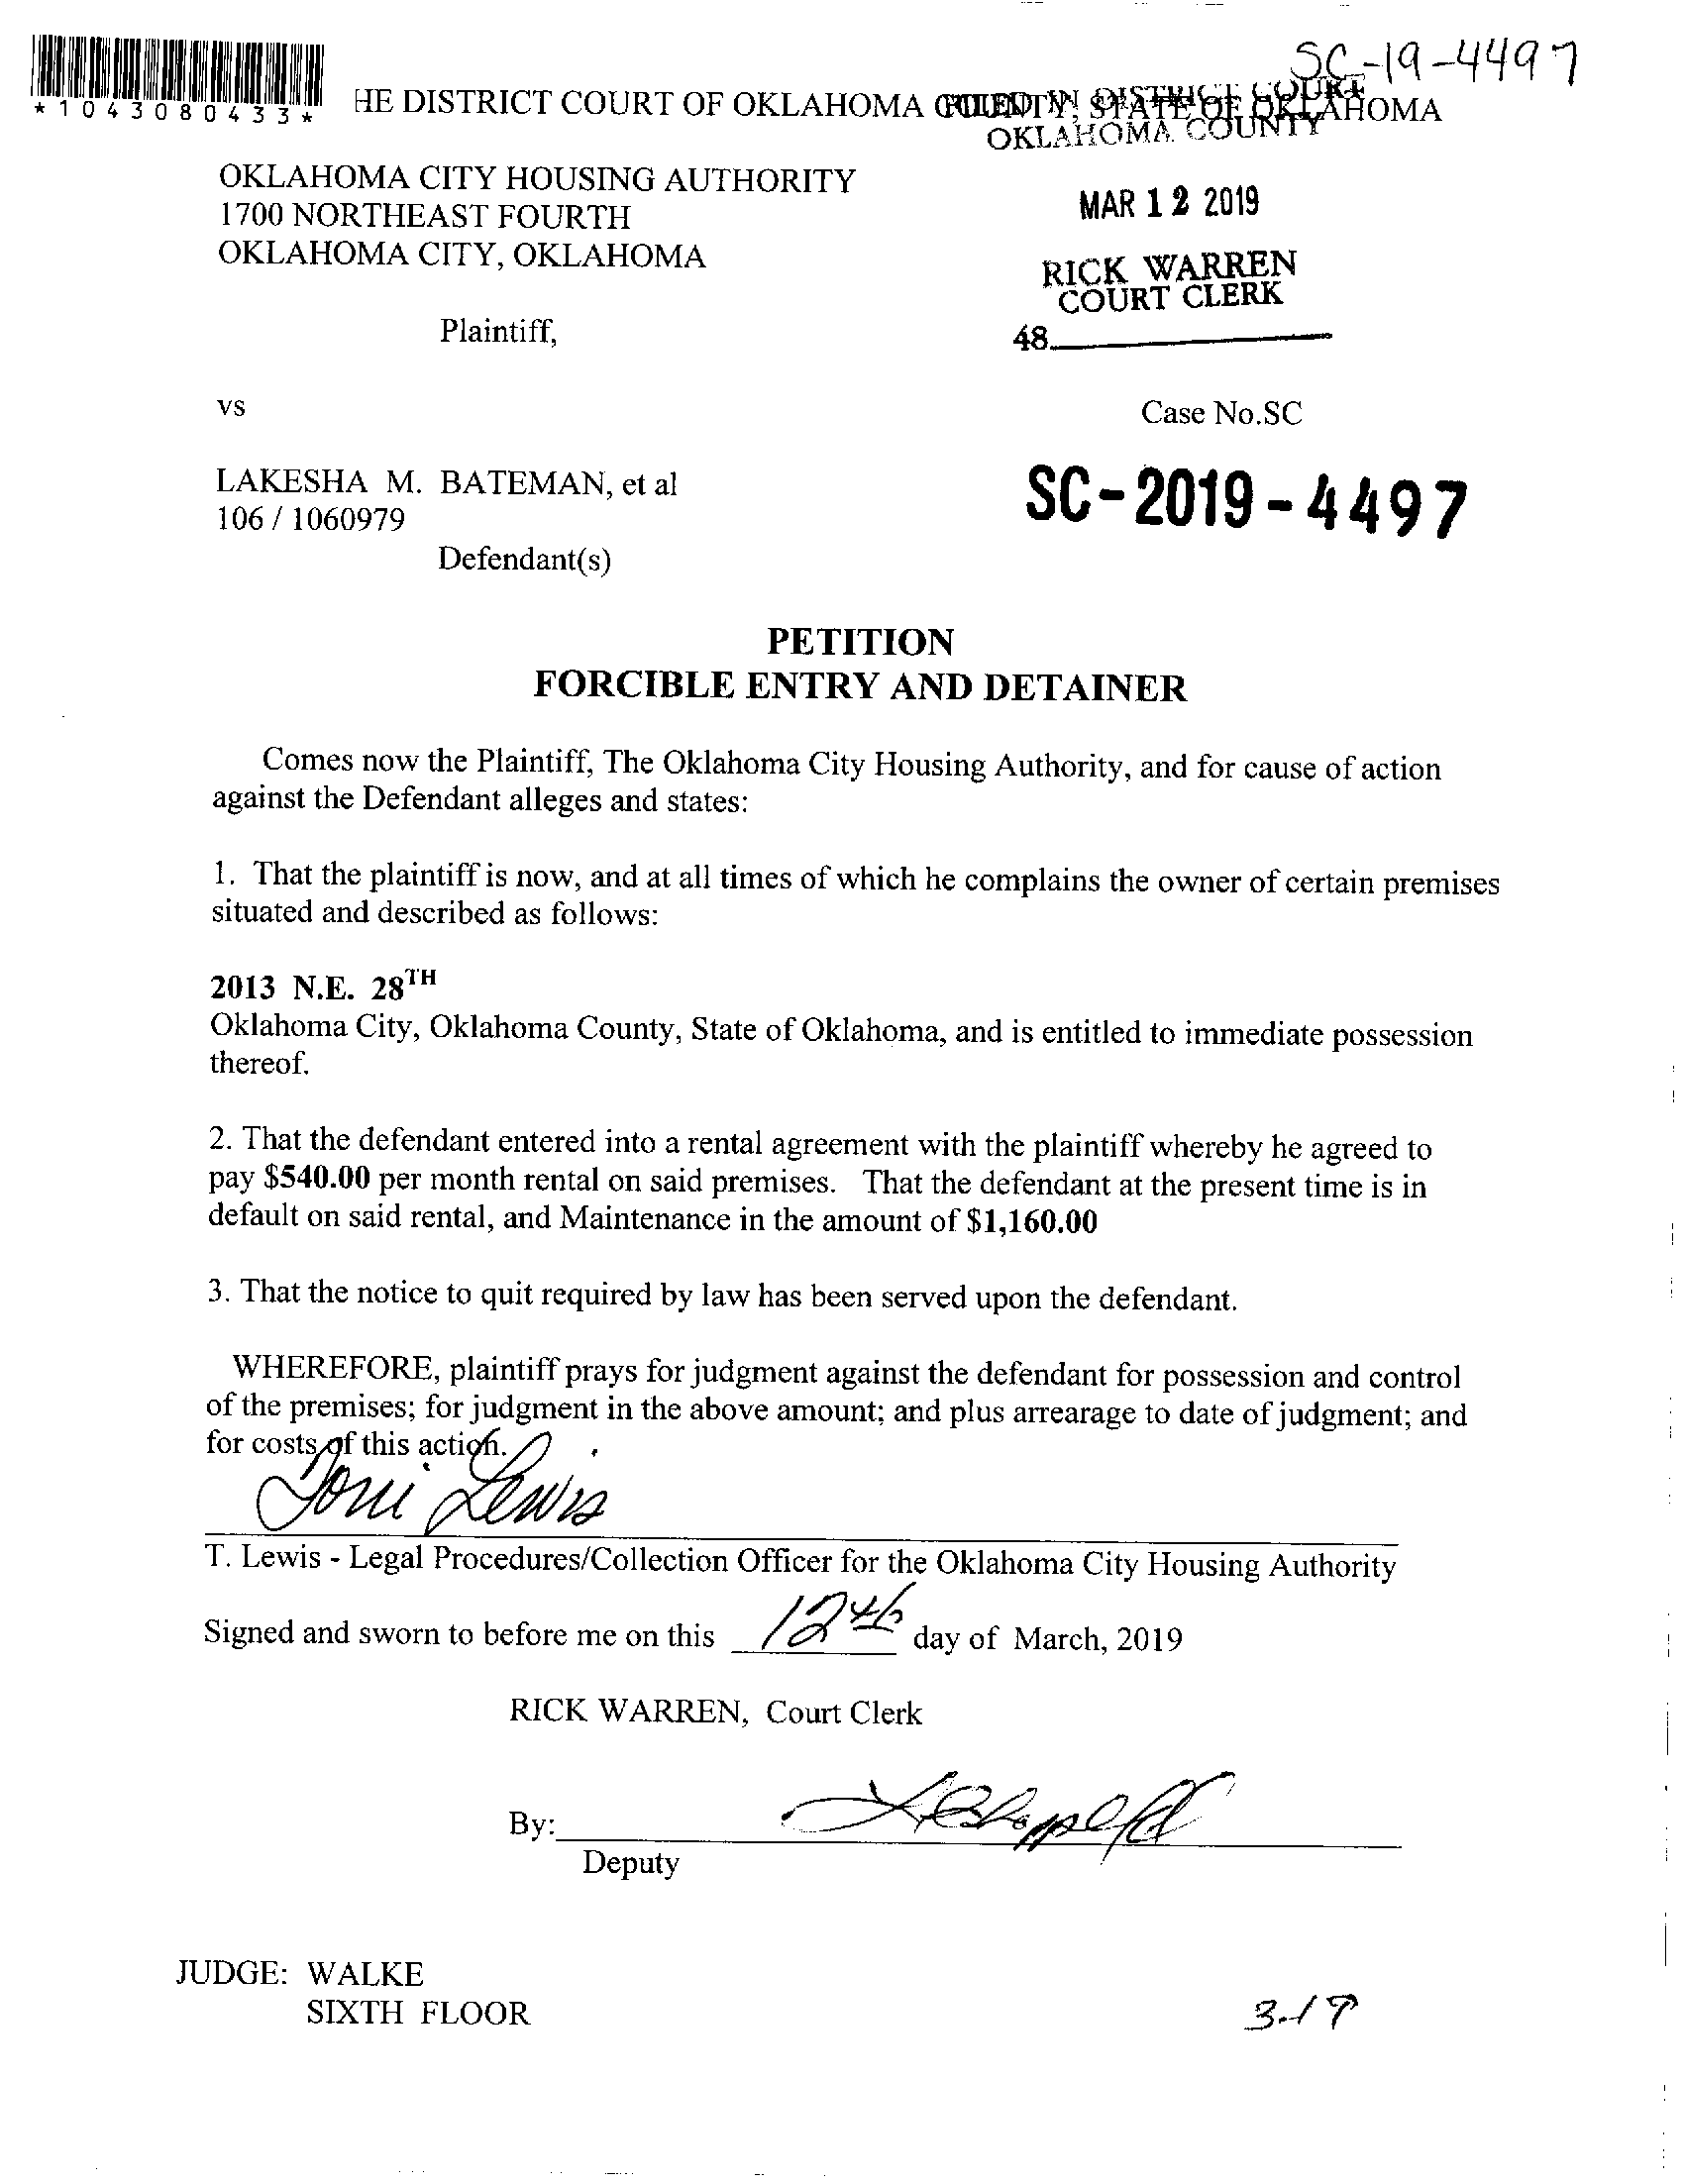 SC-19-4497
*1043080433*
HE DISTRICT COURT OF OKLAHOMA COUNTY, STATE OF OKLAHOMA
FILED IN DISTRICT COURT
OKLAHOMA COUNTY
OKLAHOMA CITY HOUSING AUTHORITY
1700 NORTHEAST FOURTH
OKLAHOMA CITY, OKLAHOMA
MAR 12 2019
RICK WARREN
COURT CLERK
Plaintiff,
48
vs
Case No.SC
LAKESHA M. BATEMAN, et al
106 / 1060979
SC-2019-4497
Defendant(s)
PETITION
FORCIBLE ENTRY AND DETAINER
Comes now the Plaintiff, The Oklahoma City Housing Authority, and for cause of action
against the Defendant alleges and states:
1. That the plaintiff is now, and at all times of which he complains the owner of certain premises
situated and described as follows:
2013 N.E. 28TH
Oklahoma City, Oklahoma County, State of Oklahoma, and is entitled to immediate possession
thereof.
2. That the defendant entered into a rental agreement with the plaintiff whereby he agreed to
pay $540.00 per month rental on said premises. That the defendant at the present time is in
default on said rental, and Maintenance in the amount of $1,160.00
3. That the notice to quit required by law has been served upon the defendant.
WHEREFORE, plaintiff prays for judgment against the defendant for possession and control
of the premises; for judgment in the above amount; and plus arrearage to date of judgment; and
for costs of this action.
Toni Lewis
T. Lewis - Legal Procedures/Collection Officer for the Oklahoma City Housing Authority
Signed and sworn to before me on this 12th day of March, 2019
RICK WARREN, Court Clerk
By:
Deputy
JUDGE: WALKE
SIXTH FLOOR